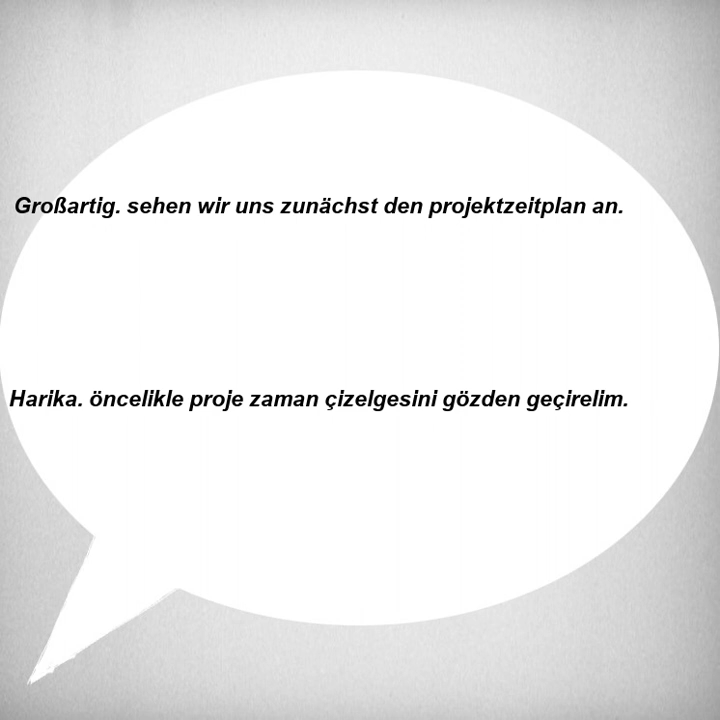 Großartig. sehen wir uns zunächst den projektzeitplan an.
Harika. öncelikle proje zaman çizelgesini gözden geçirelim.